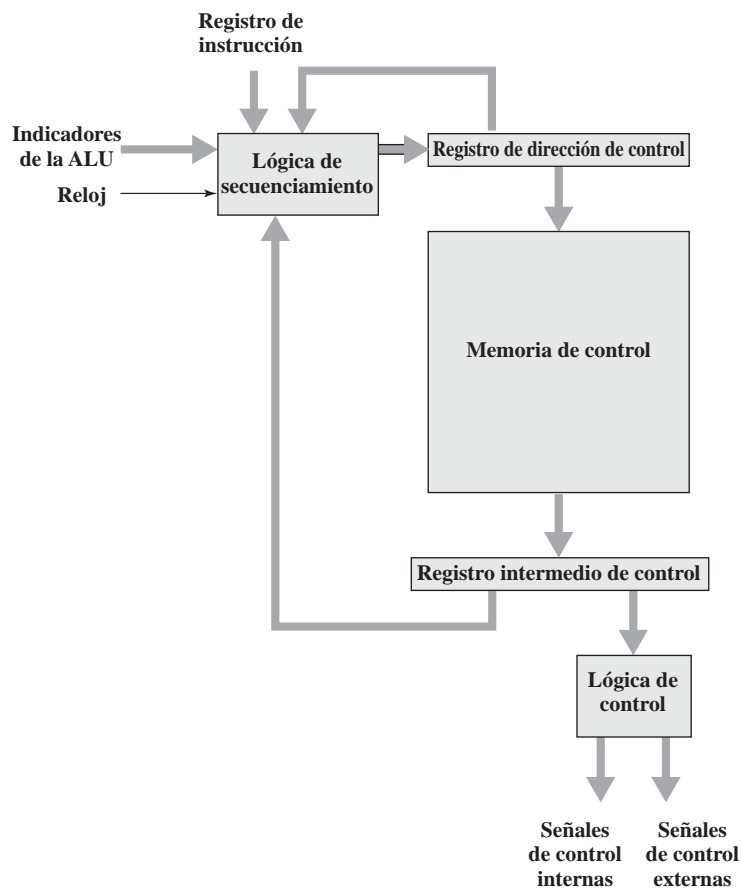 Registro de
instrucción
Indicadores
de la ALU
Reloj
Lógica de
secuenciamiento
Registro de dirección de control
Memoria de control
Registro intermedio de control
Lógica de
control
Señales
de control
internas
Señales
de control
externas